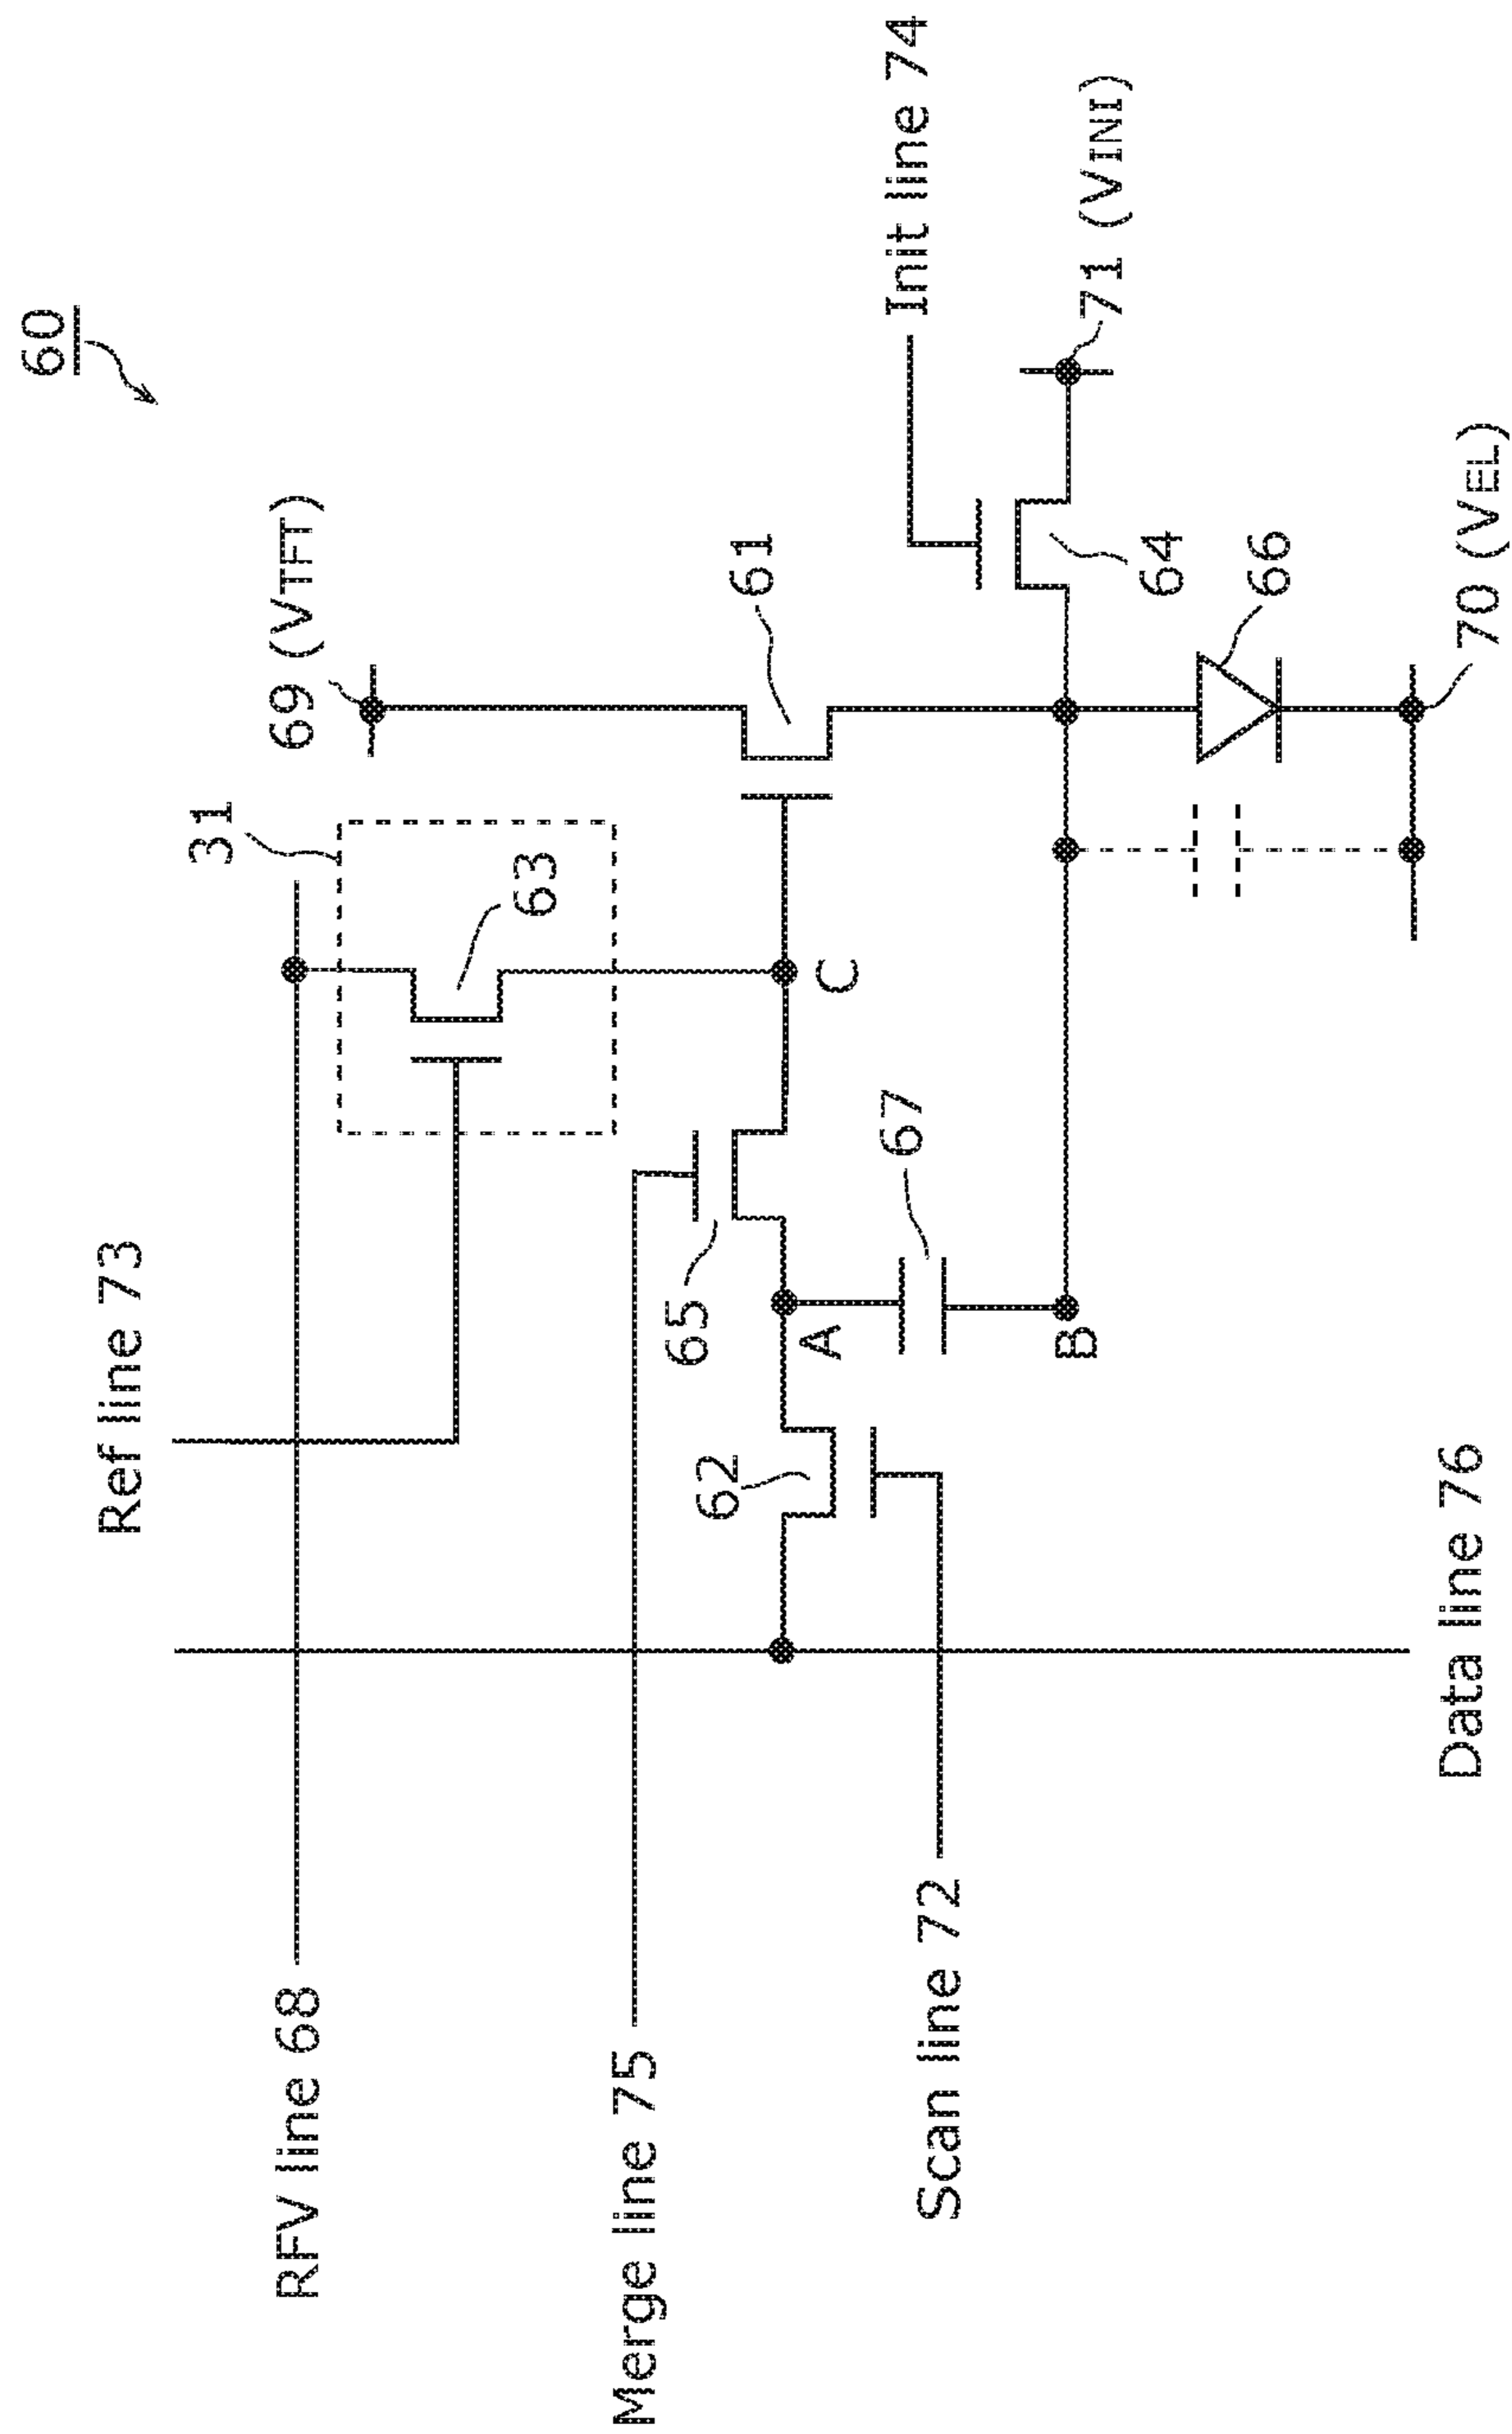 60
Ref line 73
31
RFV line 68
69 (VTFT)
63
Merge line 75
65
62
61
A
C
67
Init line 74
Scan line 72
B
71 (VINI)
64
66
Data line 76
70 (VEL)